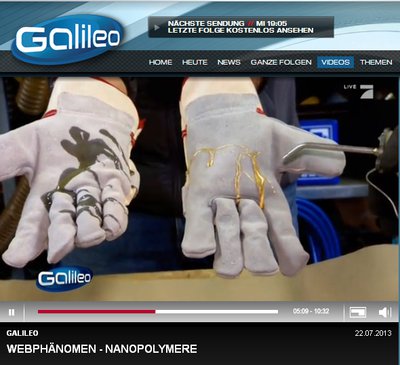 Galileo
NÄCHSTE SENDUNG // MI 19:05
LETZTE FOLGE KOSTENLOS ANSEHEN
HOME HEUTE NEWS GANZE FOLGEN VIDEOS THEMEN
LIVE
Galileo
05:09 - 10:32
GALILEO 22.07.2013
WEBPHÄNOMEN - NANOPOLYMERE